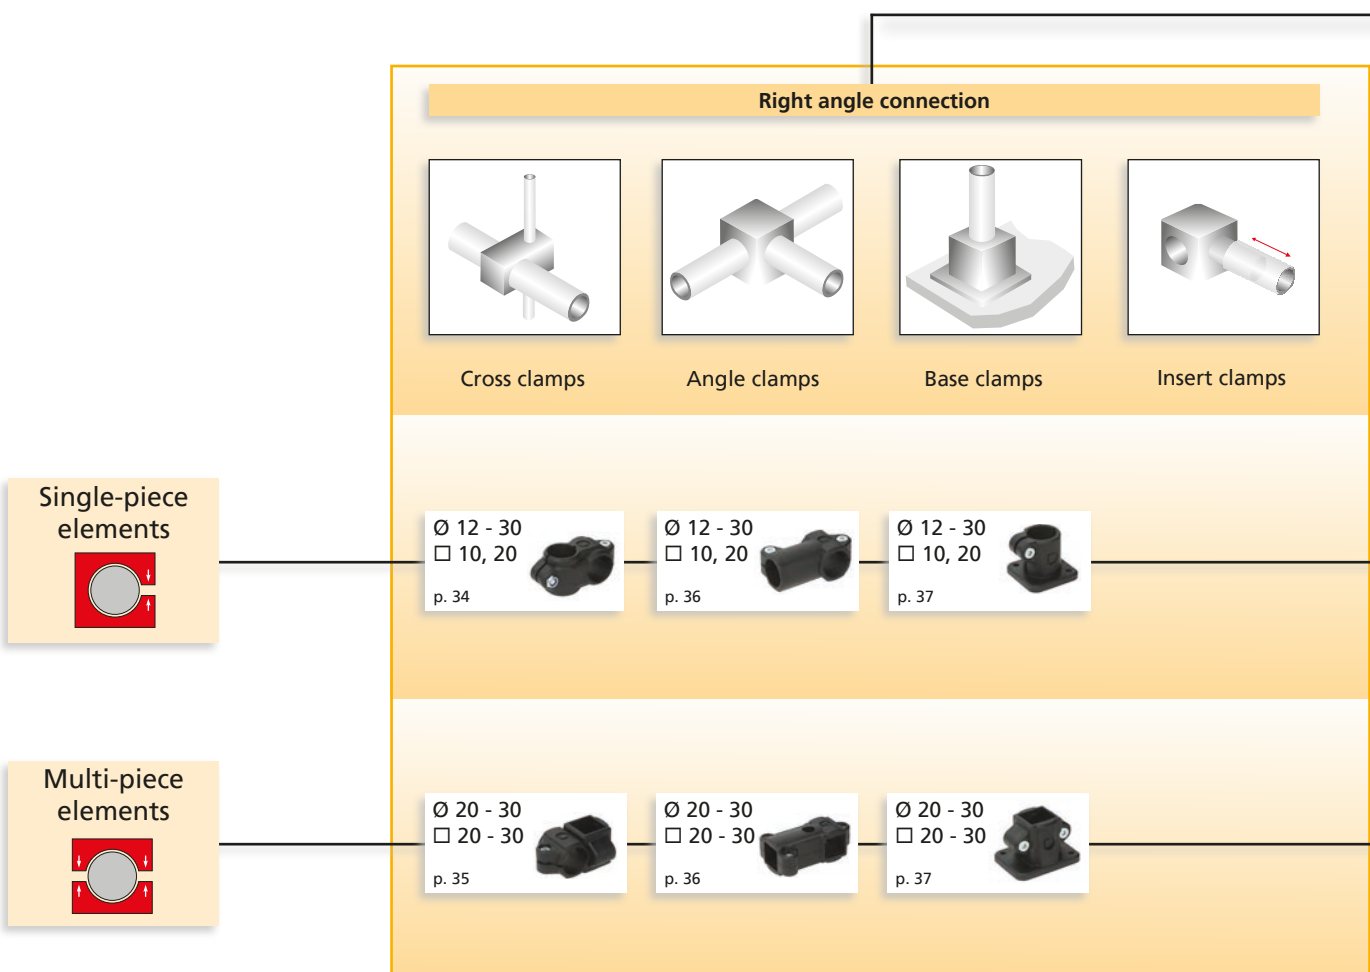 Right angle connection
Cross clamps
Angle clamps
Base clamps
Insert clamps
Single-piece
elements
Ø 12 - 30
□ 10, 20
p. 34
Ø 12 - 30
□ 10, 20
p. 36
Ø 12 - 30
□ 10, 20
p. 37
Multi-piece
elements
Ø 20 - 30
□ 20 - 30
p. 35
Ø 20 - 30
□ 20 - 30
p. 36
Ø 20 - 30
□ 20 - 30
p. 37